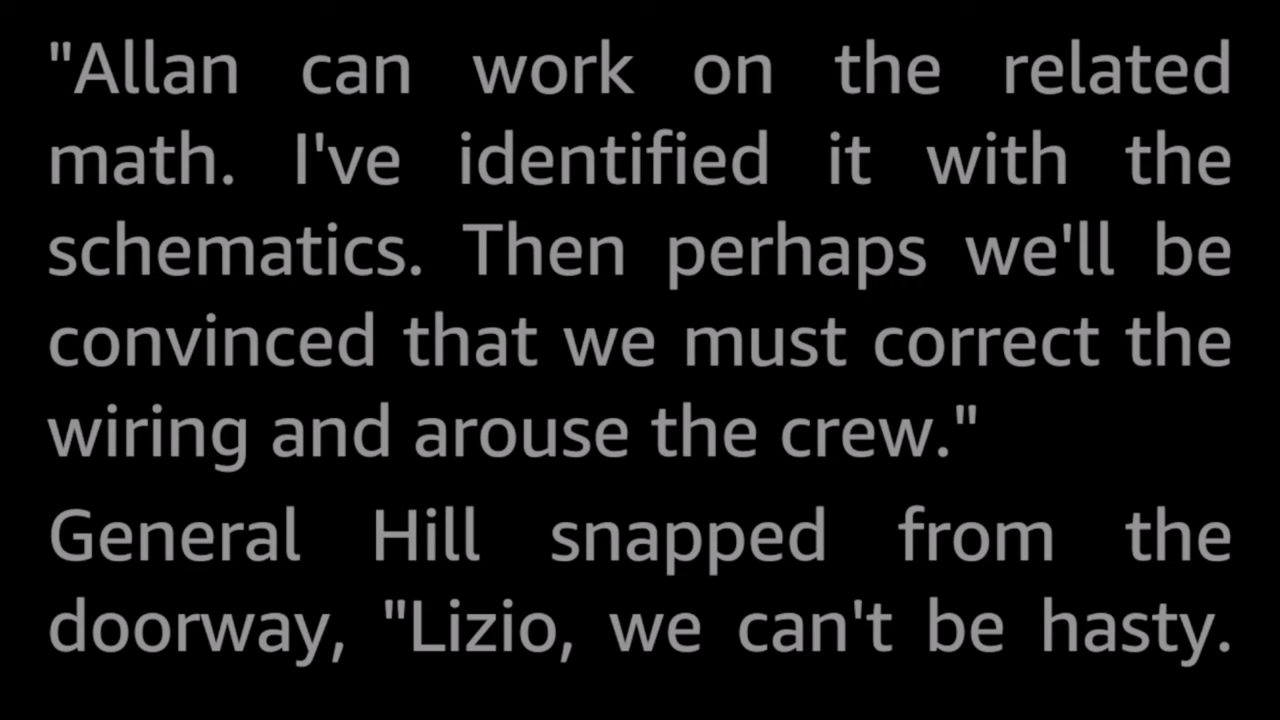 "Allan can work on the related
math. I've identified it with the
schematics. Then perhaps we'll be
convinced that we must correct the
wiring and arouse the crew."
General Hill snapped from the
doorway, "Lizio, we can't be hasty.